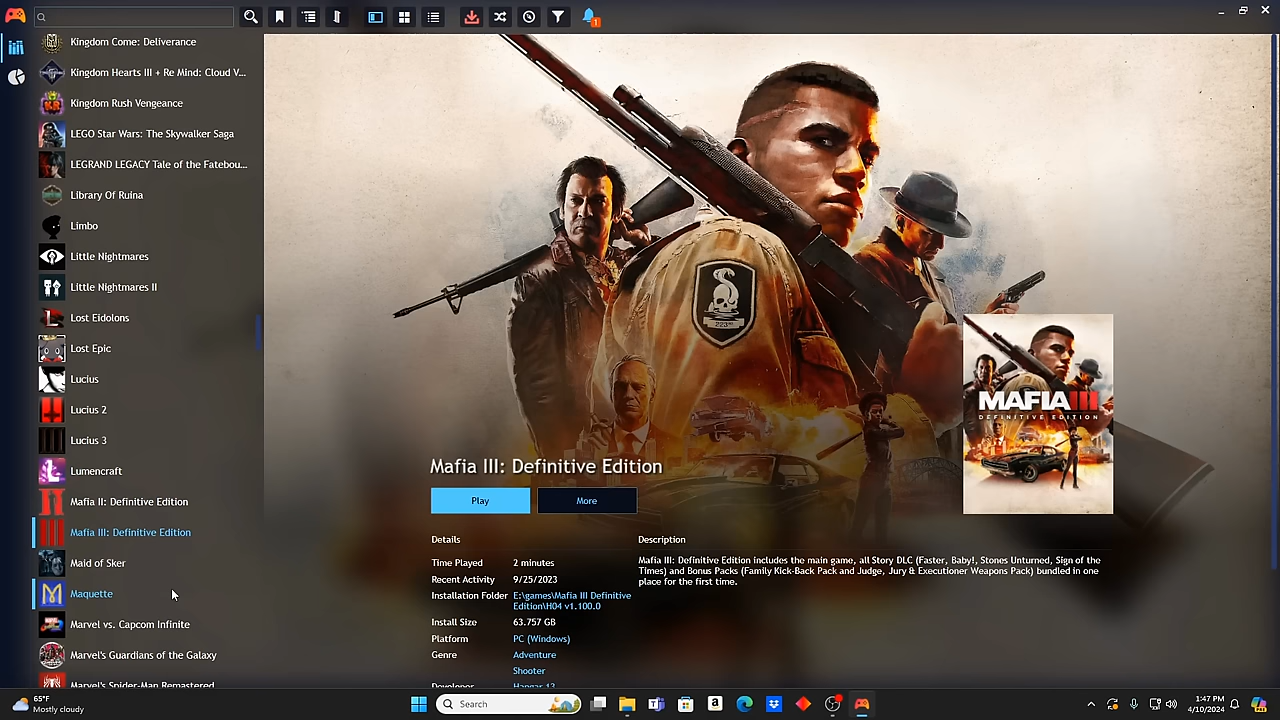 1
Kingdom Come: Deliverance
Kingdom Hearts III + Re Mind: Cloud V...
Kingdom Rush Vengeance
LEGO Star Wars: The Skywalker Saga
LEGRAND LEGACY Tale of the Fatebou...
Library Of Ruina
Limbo
Little Nightmares
Little Nightmares II
Lost Eidolons
Lost Epic
Lucius
Lucius 2
Lucius 3
Lumencraft
Mafia II: Definitive Edition
Mafia III: Definitive Edition
Maid of Sker
Maquette
Marvel vs. Capcom Infinite
Marvel's Guardians of the Galaxy
Marvel's Spider-Man Remastered
223RD
MAFIA III
DEFINITIVE EDITION
Mafia III: Definitive Edition
Play
More
Details
Time Played 2 minutes
Recent Activity 9/25/2023
Installation Folder E:\games\Mafia III Definitive
Edition\H04 v1.100.0
Install Size 63.757 GB
Platform PC (Windows)
Genre Adventure
Shooter
Developer Hangar 13
Description
Mafia III: Definitive Edition includes the main game, all Story DLC (Faster, Baby!, Stones Unturned, Sign of the
Times) and Bonus Packs (Family Kick-Back Pack and Judge, Jury & Executioner Weapons Pack) bundled in one
place for the first time.
65°F
Mostly cloudy
Search
1:47 PM
4/10/2024